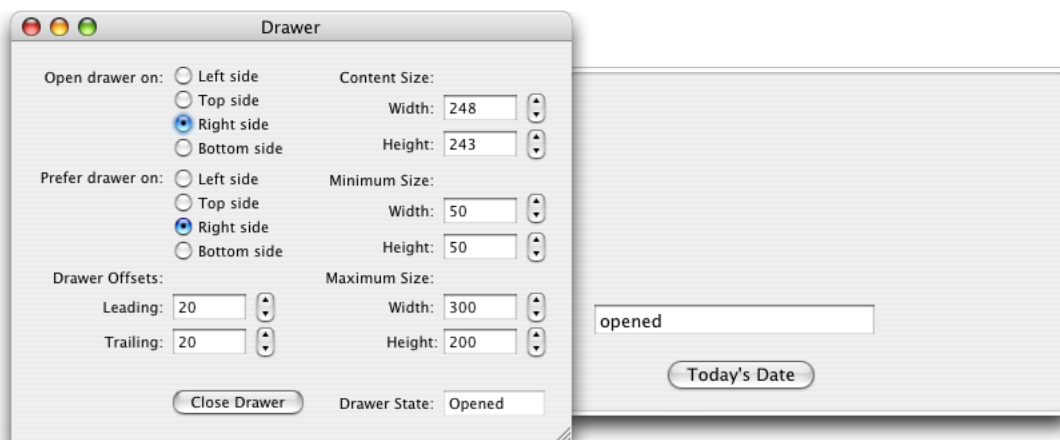 Drawer
Open drawer on:
Left side
Top side
Right side
Bottom side
Prefer drawer on:
Left side
Top side
Right side
Bottom side
Drawer Offsets:
Leading: 20
Trailing: 20
Close Drawer
Content Size:
Width: 248
Height: 243
Minimum Size:
Width: 50
Height: 50
Maximum Size:
Width: 300
Height: 200
Drawer State: Opened
opened
Today's Date